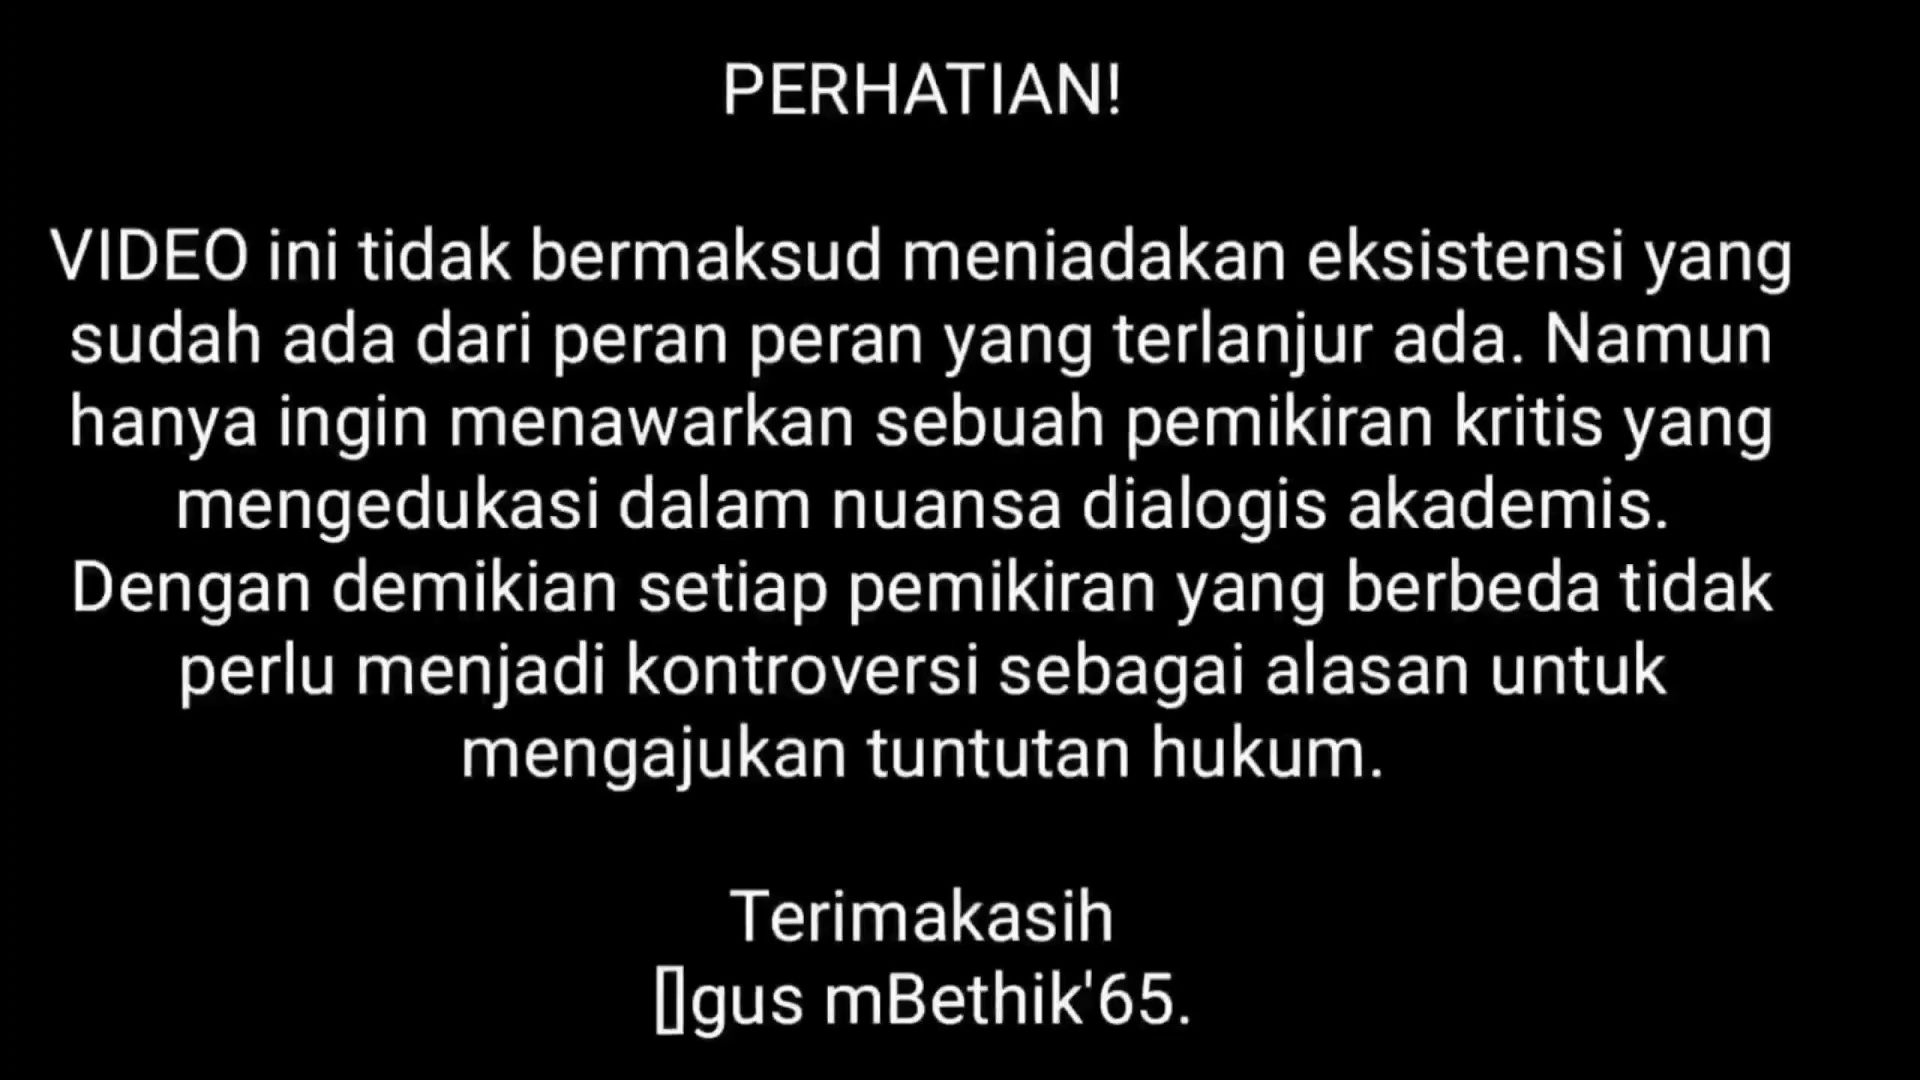 PERHATIAN!
VIDEO ini tidak bermaksud meniadakan eksistensi yang
sudah ada dari peran peran yang terlanjur ada. Namun
hanya ingin menawarkan sebuah pemikiran kritis yang
mengedukasi dalam nuansa dialogis akademis.
Dengan demikian setiap pemikiran yang berbeda tidak
perlu menjadi kontroversi sebagai alasan untuk
mengajukan tuntutan hukum.
Terimakasih
▯gus mBethik'65.